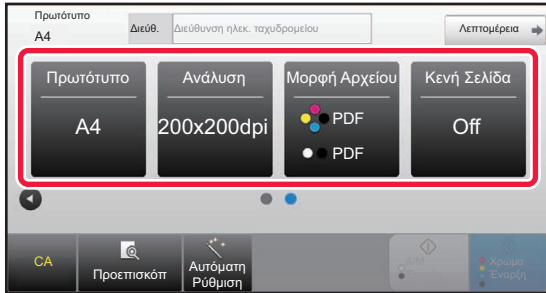 Πρωτότυπο
A4
Διεύθ.
Διεύθυνση ηλεκ. ταχυδρομείου
Λεπτομέρεια
Πρωτότυπο
Ανάλυση
Μορφή Αρχείου
Κενή Σελίδα
A4
200x200dpi
PDF
PDF
Off
CA
Προεπισκόπ
Αυτόματη
Ρύθμιση
Χρώμα
Έναρξη